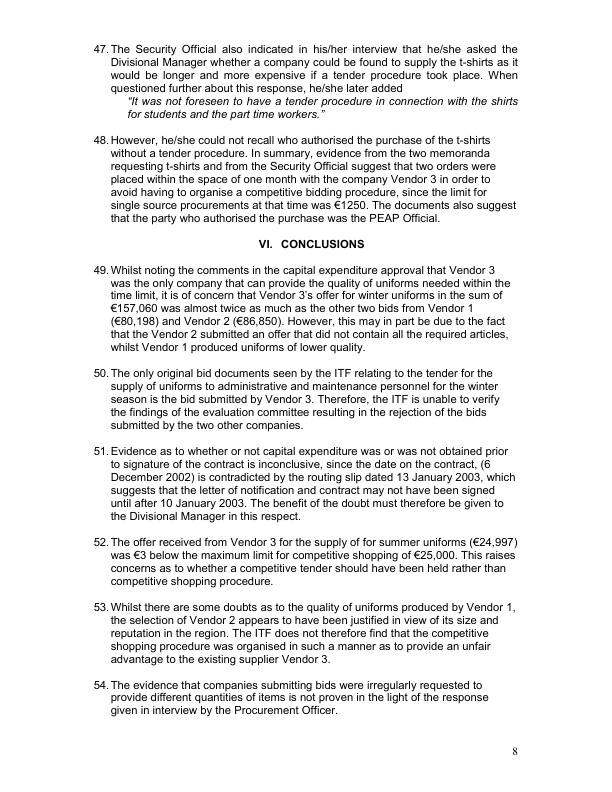 47. The Security Official also indicated in his/her interview that he/she asked the
Divisional Manager whether a company could be found to supply the t-shirts as it
would be longer and more expensive if a tender procedure took place. When
questioned further about this response, he/she later added
“It was not foreseen to have a tender procedure in connection with the shirts
for students and the part time workers.”
48. However, he/she could not recall who authorised the purchase of the t-shirts
without a tender procedure. In summary, evidence from the two memoranda
requesting t-shirts and from the Security Official suggest that two orders were
placed within the space of one month with the company Vendor 3 in order to
avoid having to organise a competitive bidding procedure, since the limit for
single source procurements at that time was €1250. The documents also suggest
that the party who authorised the purchase was the PEAP Official.
VI. CONCLUSIONS
49. Whilst noting the comments in the capital expenditure approval that Vendor 3
was the only company that can provide the quality of uniforms needed within the
time limit, it is of concern that Vendor 3’s offer for winter uniforms in the sum of
€157,060 was almost twice as much as the other two bids from Vendor 1
(€80,198) and Vendor 2 (€86,850). However, this may in part be due to the fact
that the Vendor 2 submitted an offer that did not contain all the required articles,
whilst Vendor 1 produced uniforms of lower quality.
50. The only original bid documents seen by the ITF relating to the tender for the
supply of uniforms to administrative and maintenance personnel for the winter
season is the bid submitted by Vendor 3. Therefore, the ITF is unable to verify
the findings of the evaluation committee resulting in the rejection of the bids
submitted by the two other companies.
51. Evidence as to whether or not capital expenditure was or was not obtained prior
to signature of the contract is inconclusive, since the date on the contract, (6
December 2002) is contradicted by the routing slip dated 13 January 2003, which
suggests that the letter of notification and contract may not have been signed
until after 10 January 2003. The benefit of the doubt must therefore be given to
the Divisional Manager in this respect.
52. The offer received from Vendor 3 for the supply of for summer uniforms (€24,997)
was €3 below the maximum limit for competitive shopping of €25,000. This raises
concerns as to whether a competitive tender should have been held rather than
competitive shopping procedure.
53. Whilst there are some doubts as to the quality of uniforms produced by Vendor 1,
the selection of Vendor 2 appears to have been justified in view of its size and
reputation in the region. The ITF does not therefore find that the competitive
shopping procedure was organised in such a manner as to provide an unfair
advantage to the existing supplier Vendor 3.
54. The evidence that companies submitting bids were irregularly requested to
provide different quantities of items is not proven in the light of the response
given in interview by the Procurement Officer.
8